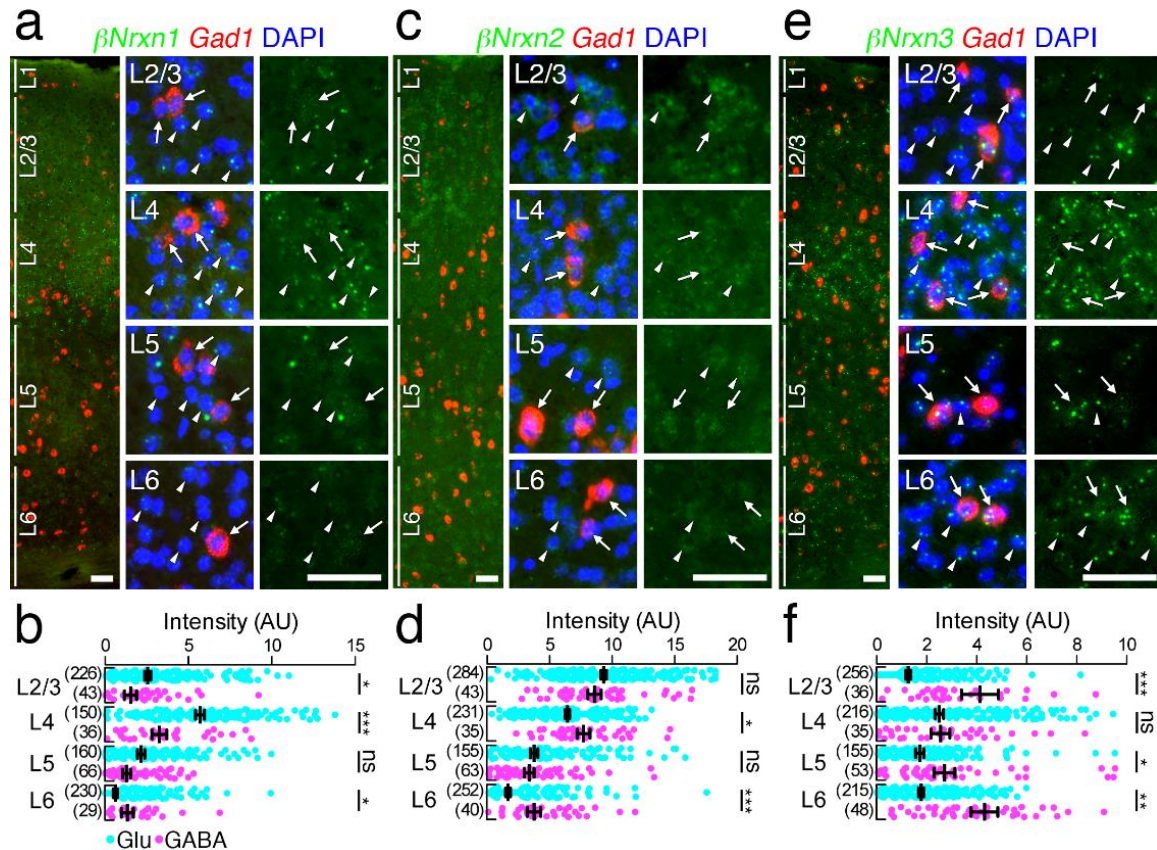 a
βNrxn1 Gad1 DAPI
L1
L2/3
L4
L5
L6
L2/3
L4
L5
L6
c
βNrxn2 Gad1 DAPI
L1
L2/3
L4
L5
L6
L2/3
L4
L5
L6
e
βNrxn3 Gad1 DAPI
L1
L2/3
L4
L5
L6
L2/3
L4
L5
L6
b
Intensity (AU)
0 5 10 15
L2/3 (226) *
(43)
L4 (150) ***
(36)
L5 (160) ns
(66)
L6 (230) *
(29)
Glu GABA
d
Intensity (AU)
0 5 10 15 20
L2/3 (284) ns
(43)
L4 (231) *
(35)
L5 (155) ns
(63)
L6 (252) ***
(40)
f
Intensity (AU)
0 2 4 6 8 10
L2/3 (256) ***
(36)
L4 (216) ns
(35)
L5 (155) *
(53)
L6 (215) **
(48)